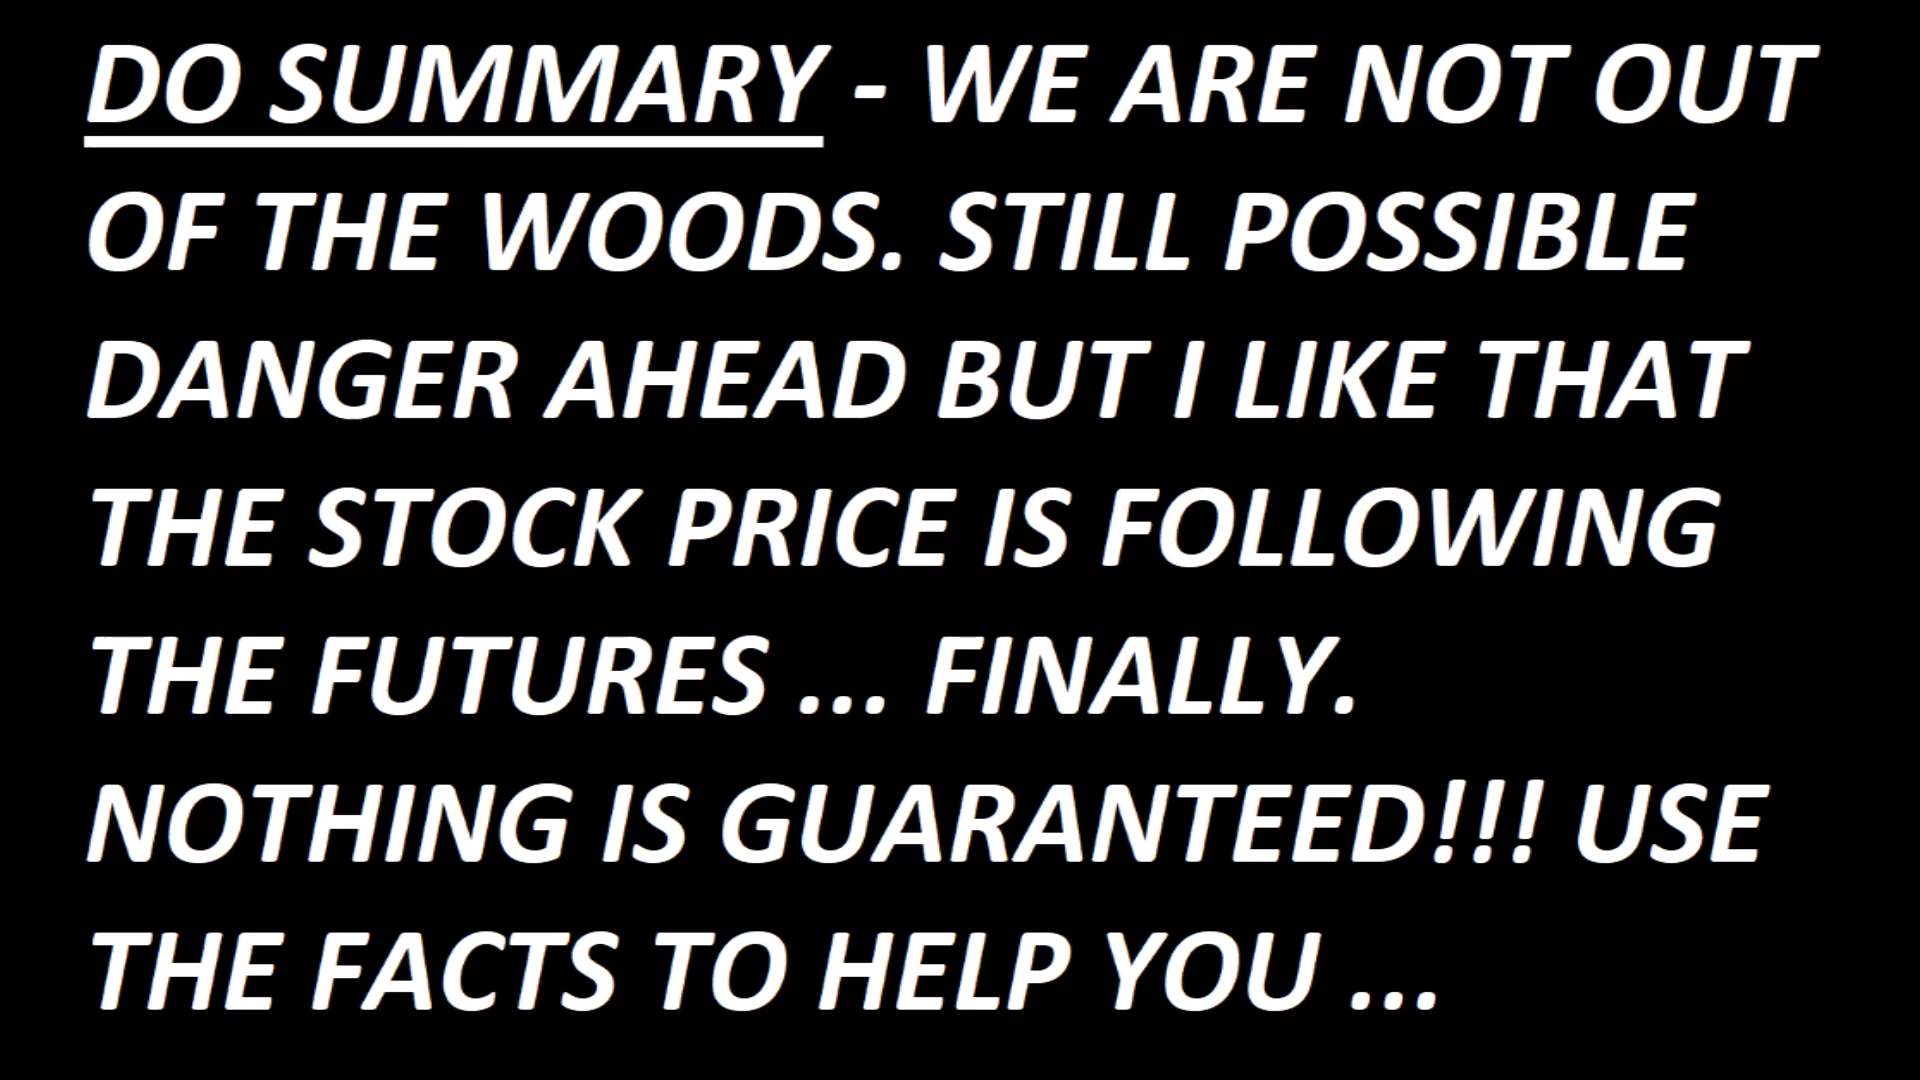 DO SUMMARY - WE ARE NOT OUT
OF THE WOODS. STILL POSSIBLE
DANGER AHEAD BUT I LIKE THAT
THE STOCK PRICE IS FOLLOWING
THE FUTURES ... FINALLY.
NOTHING IS GUARANTEED!!! USE
THE FACTS TO HELP YOU ...